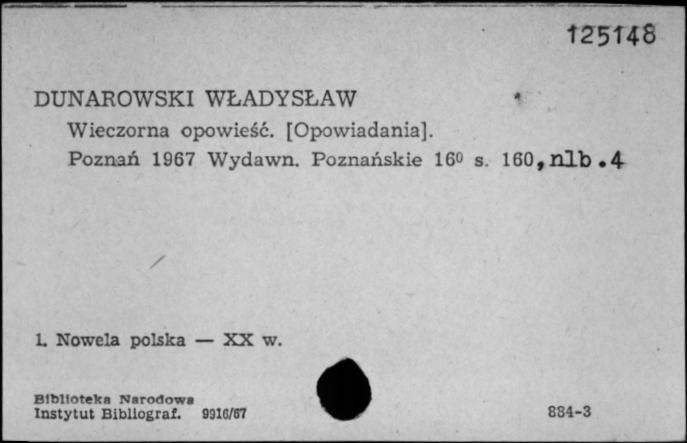 125148
DUNAROWSKI WŁADYSŁAW
Wieczorna opowieść. [Opowiadania].
Poznań 1967 Wydawn. Poznańskie 16⁰ s. 160, nlb.4
1. Nowela polska — XX w.
Biblioteka Narodowa
Instytut Bibliograf. 9916/67
884-3